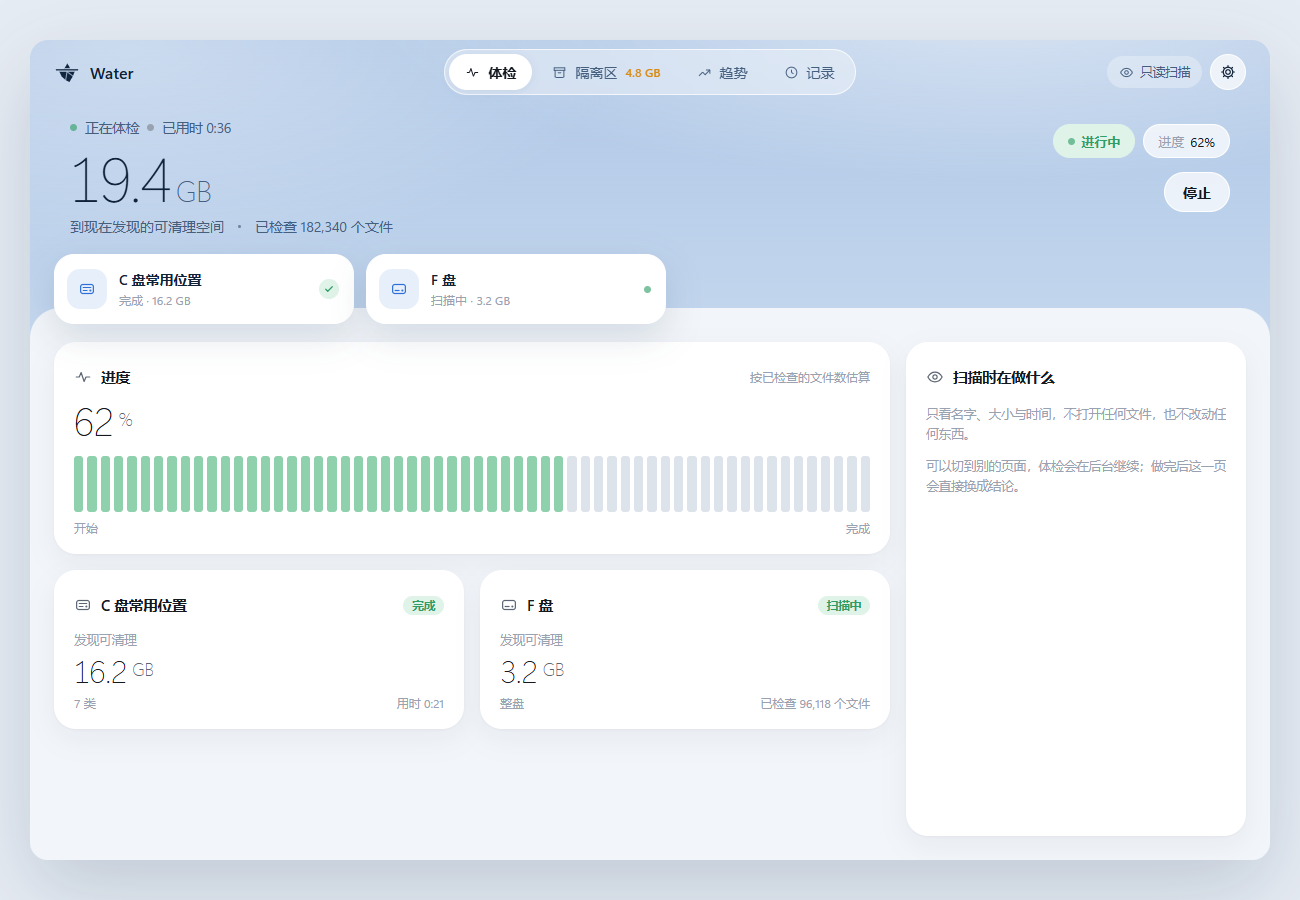 Water
体检
隔离区 4.8 GB
趋势
记录
只读扫描
正在体检 已用时 0:36
进行中
进度 62%
19.4 GB
停止
到现在发现的可清理空间 · 已检查 182,340 个文件
C 盘常用位置
完成 · 16.2 GB
F 盘
扫描中 · 3.2 GB
进度
按已检查的文件数估算
62 %
开始
完成
扫描时在做什么
只看名字、大小与时间，不打开任何文件，也不改动任
何东西。
可以切到别的页面，体检会在后台继续；做完后这一页
会直接换成结论。
C 盘常用位置
完成
发现可清理
16.2 GB
7 类
用时 0:21
F 盘
扫描中
发现可清理
3.2 GB
整盘
已检查 96,118 个文件